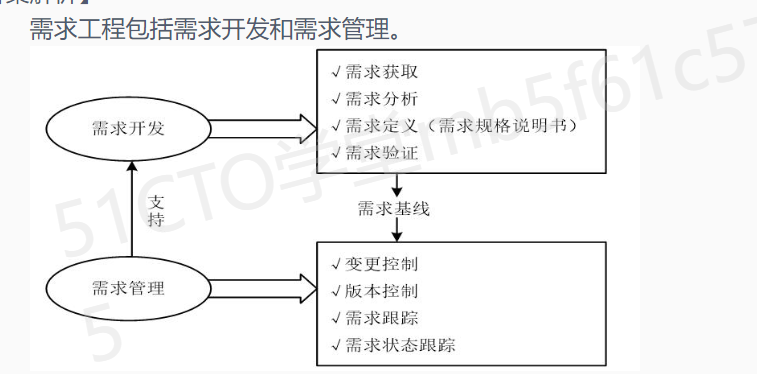 需求工程包括需求开发和需求管理。
√需求获取
√需求分析
需求开发
√需求定义（需求规格说明书）
√需求验证
支持
需求基线
√变更控制
需求管理
√版本控制
√需求跟踪
√需求状态跟踪
51CTO学堂mb5f61c57
5